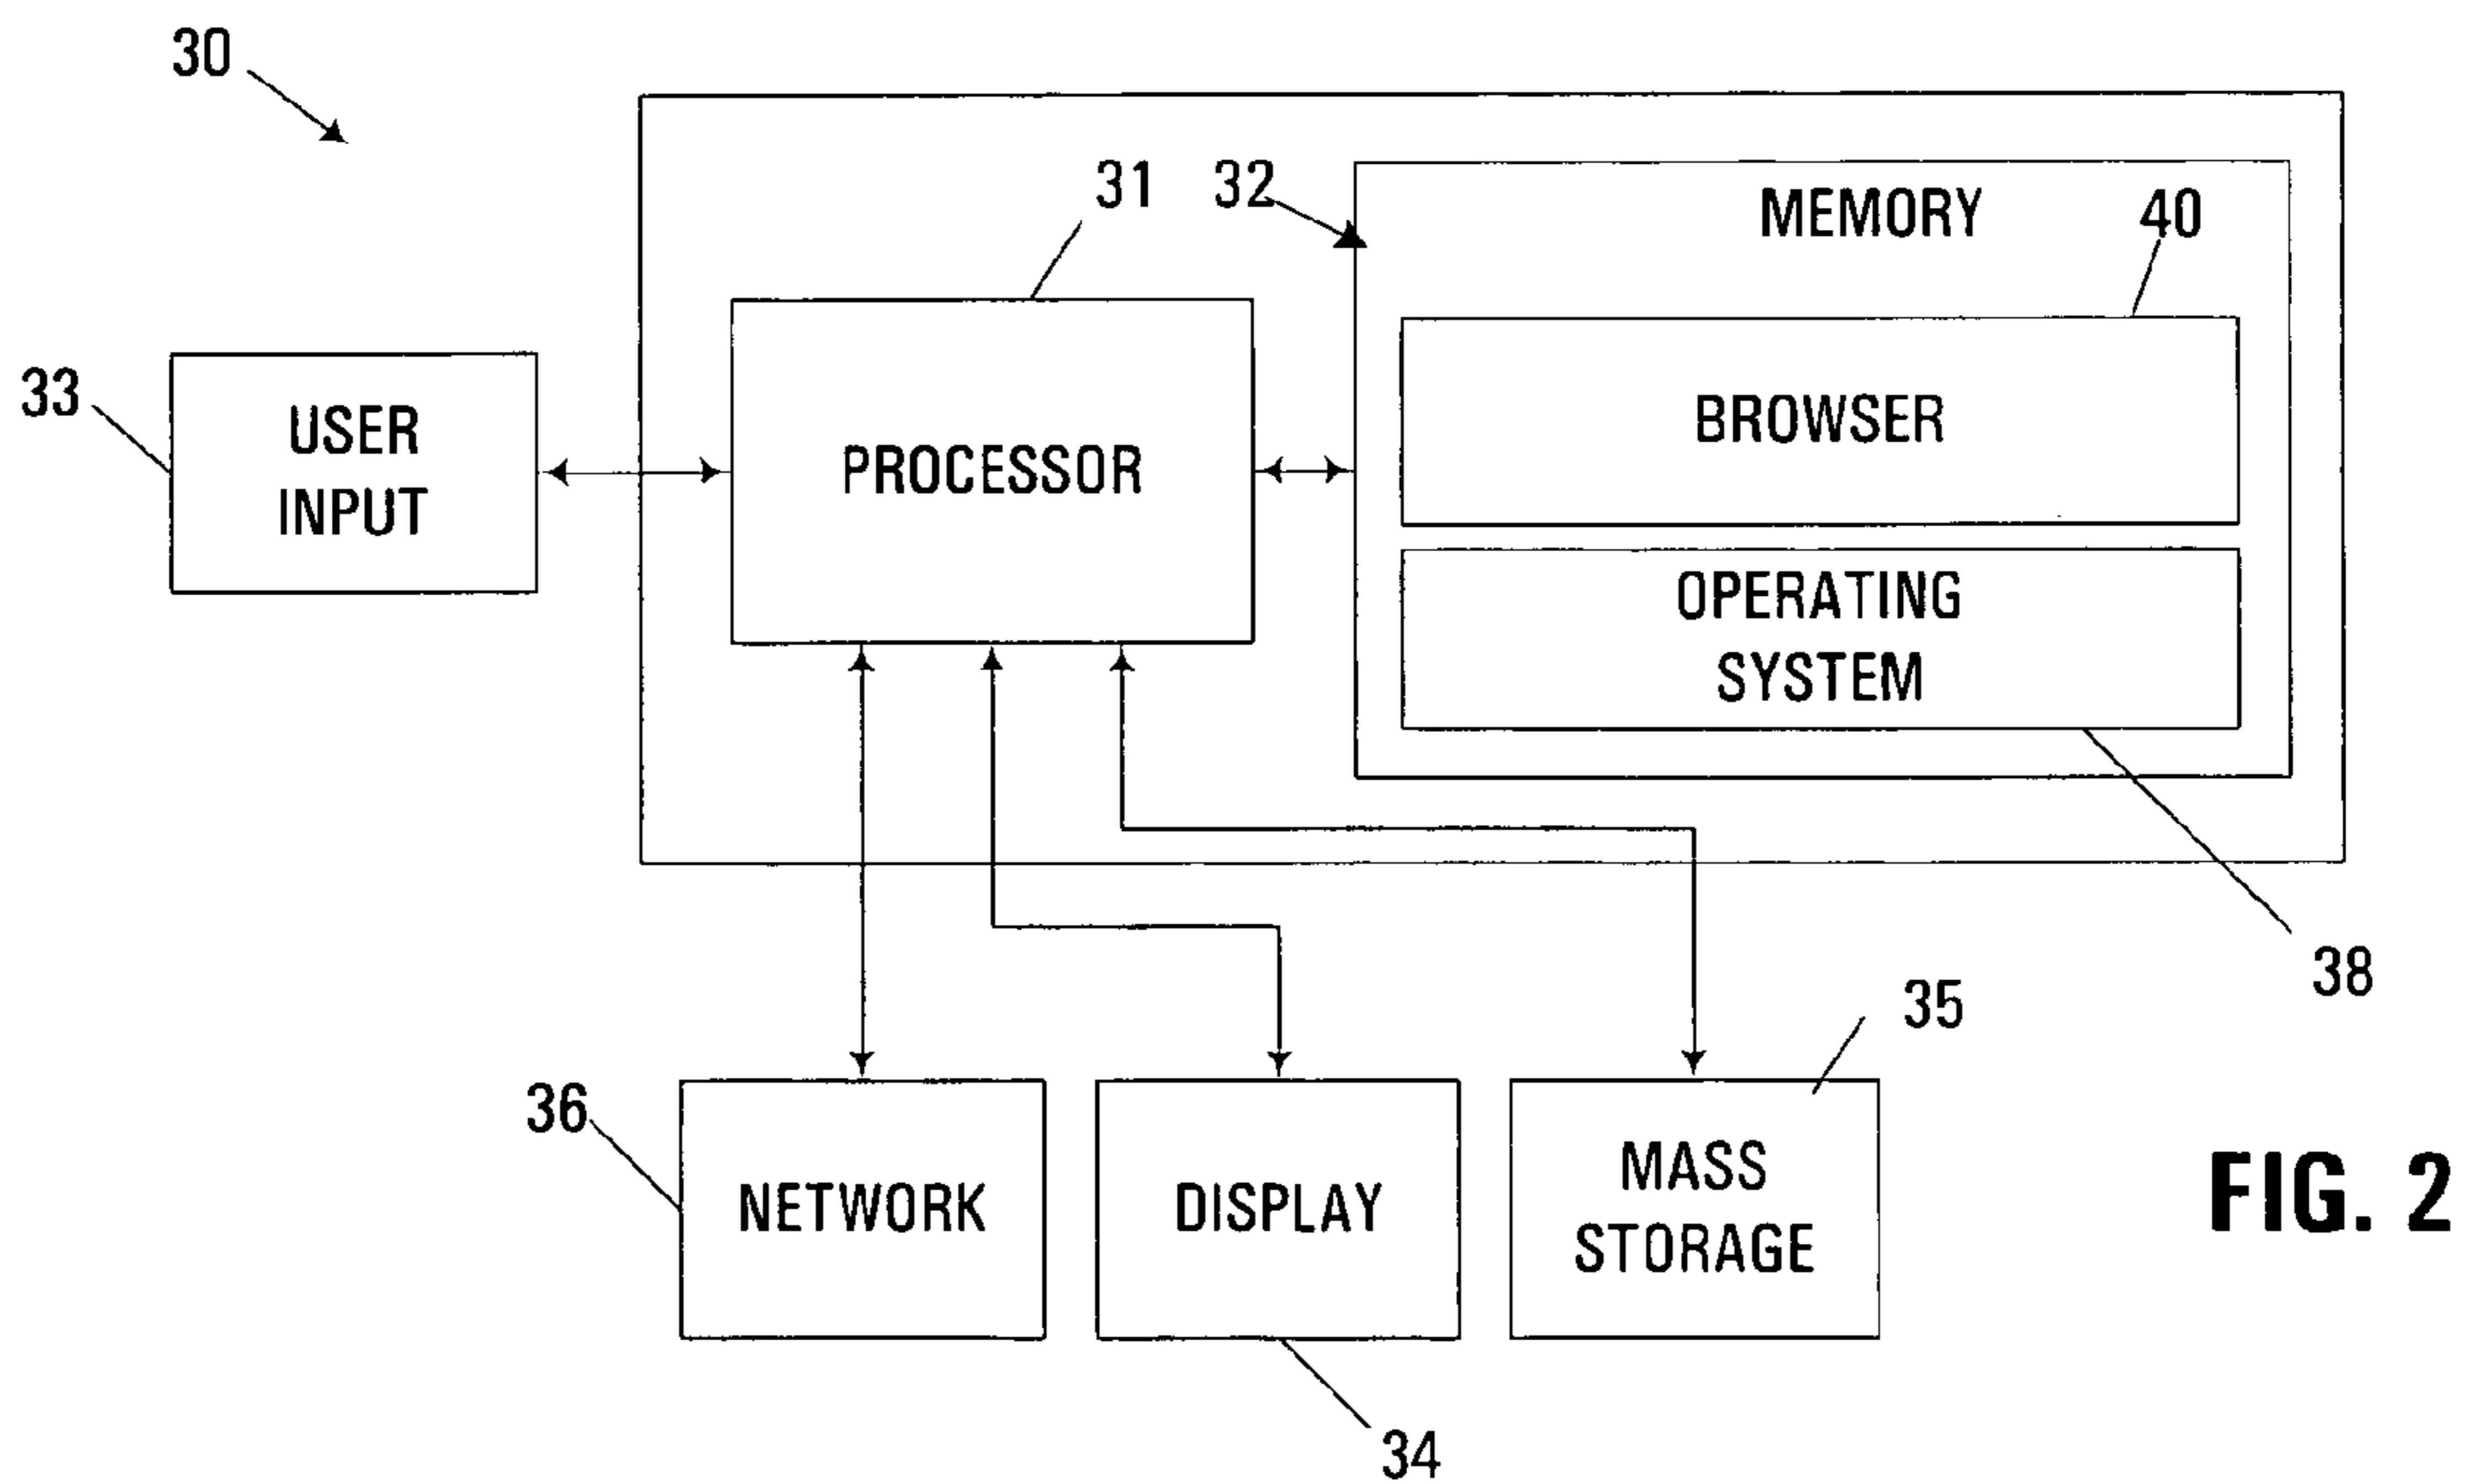 30
31
32
MEMORY
40
33
USER
INPUT
PROCESSOR
BROWSER
OPERATING
SYSTEM
38
35
36
NETWORK
DISPLAY
MASS
STORAGE
FIG. 2
34